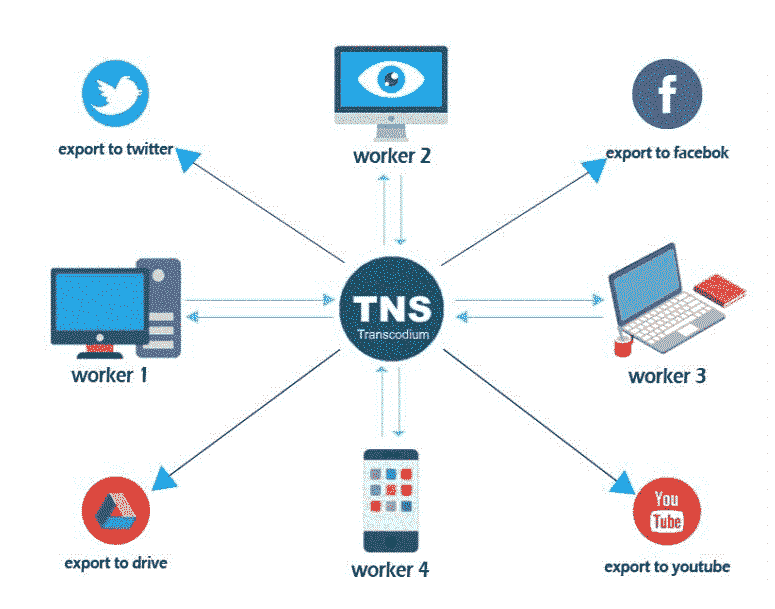 export to twitter
worker 2
export to facebok
TNS
Transcodium
worker 1
worker 3
You
Tube
export to drive
worker 4
export to youtube